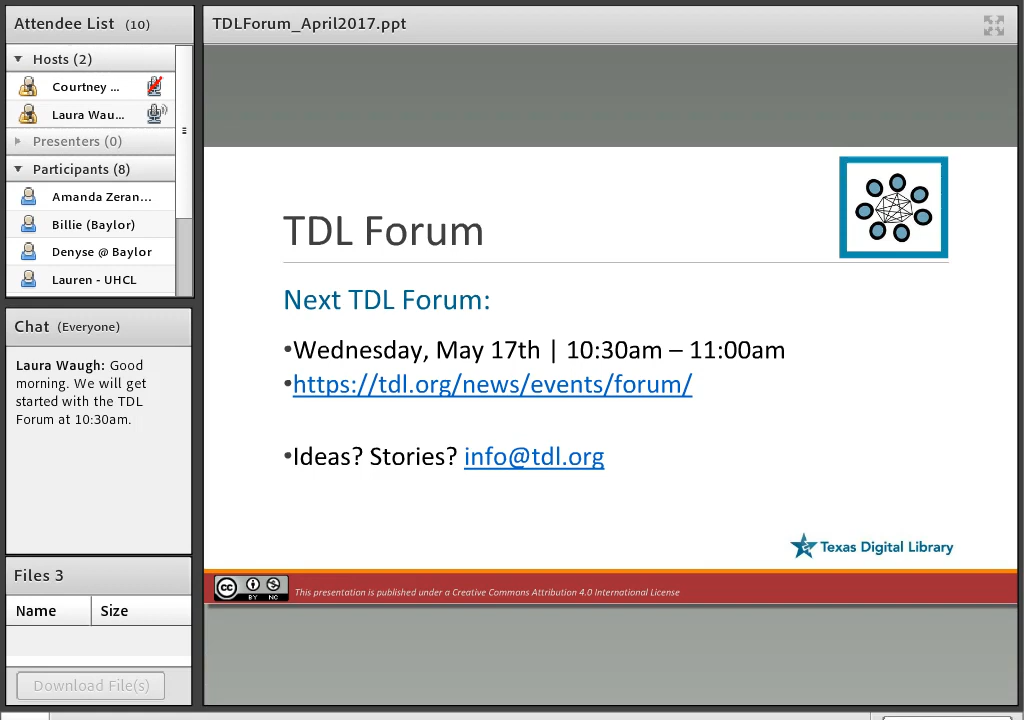 Attendee List (10)
Hosts (2)
Courtney ...
Laura Wau...
Presenters (0)
Participants (8)
Amanda Zeran...
Billie (Baylor)
Denyse @ Baylor
Lauren - UHCL
Chat (Everyone)
Laura Waugh: Good
morning. We will get
started with the TDL
Forum at 10:30am.
Files 3
Name Size
Download File(s)
TDLForum_April2017.ppt
TDL Forum
Next TDL Forum:
•Wednesday, May 17th | 10:30am – 11:00am
•https://tdl.org/news/events/forum/
•Ideas? Stories? info@tdl.org
Texas Digital Library
cc BY NC
This presentation is published under a Creative Commons Attribution 4.0 International License